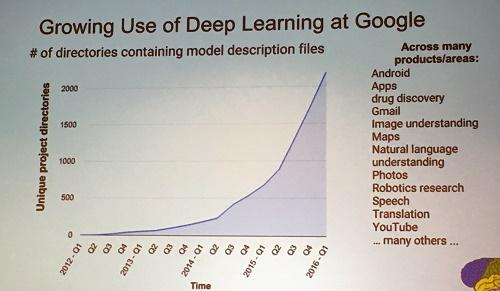 Growing Use of Deep Learning at Google
# of directories containing model description files
Unique project directories
2000
1500
1000
500
0
2012 - Q1
Q2
Q3
Q4
2013 - Q1
Q2
Q3
Q4
2014 - Q1
Q2
Q3
Q4
2015 - Q1
Q2
Q3
Q4
2016 - Q1
Time
Across many
products/areas:
Android
Apps
drug discovery
Gmail
Image understanding
Maps
Natural language
understanding
Photos
Robotics research
Speech
Translation
YouTube
... many others ...